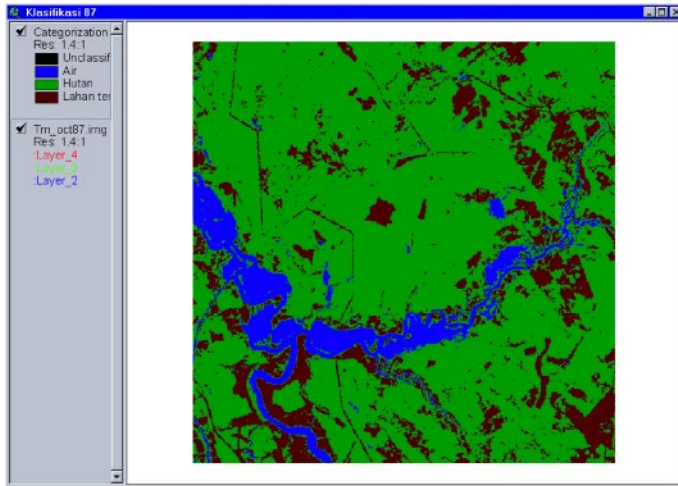 Klasifikasi 87
Categorization
Res: 1.4:1
Unclassif
Air
Hutan
Lahan ter
Tm_oct87.img
Res: 1.4:1
:Layer_4
:Layer_3
:Layer_2